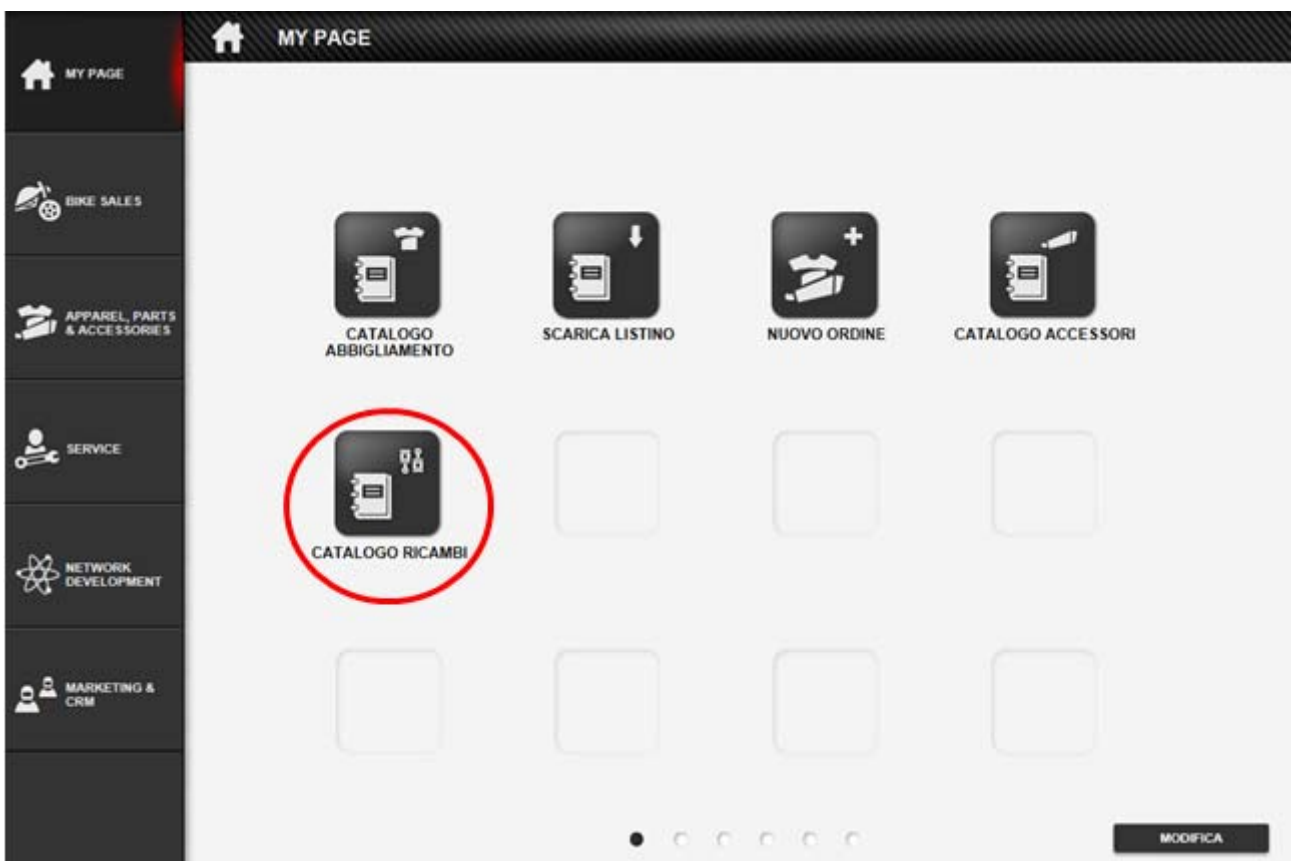 MY PAGE
MY PAGE
BIKE SALES
APPAREL, PARTS
& ACCESSORIES
SERVICE
NETWORK
DEVELOPMENT
MARKETING &
CRM
CATALOGO
ABBIGLIAMENTO
SCARICA LISTINO
NUOVO ORDINE
CATALOGO ACCESSORI
CATALOGO RICAMBI
MODIFICA